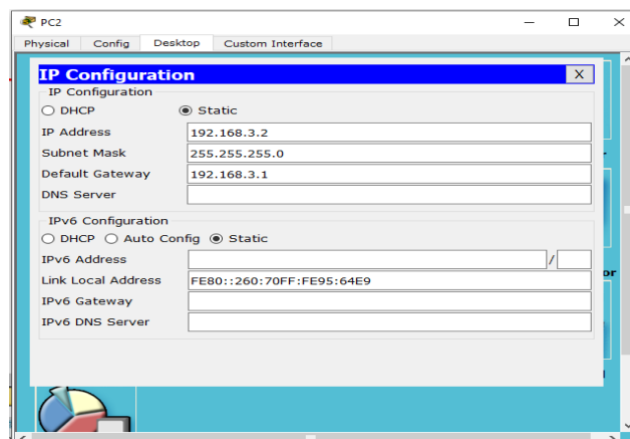 PC2
Physical Config Desktop Custom Interface
IP Configuration X
IP Configuration
DHCP Static
IP Address 192.168.3.2
Subnet Mask 255.255.255.0
Default Gateway 192.168.3.1
DNS Server
IPv6 Configuration
DHCP Auto Config Static
IPv6 Address /
Link Local Address FE80::260:70FF:FE95:64E9
IPv6 Gateway
IPv6 DNS Server
or